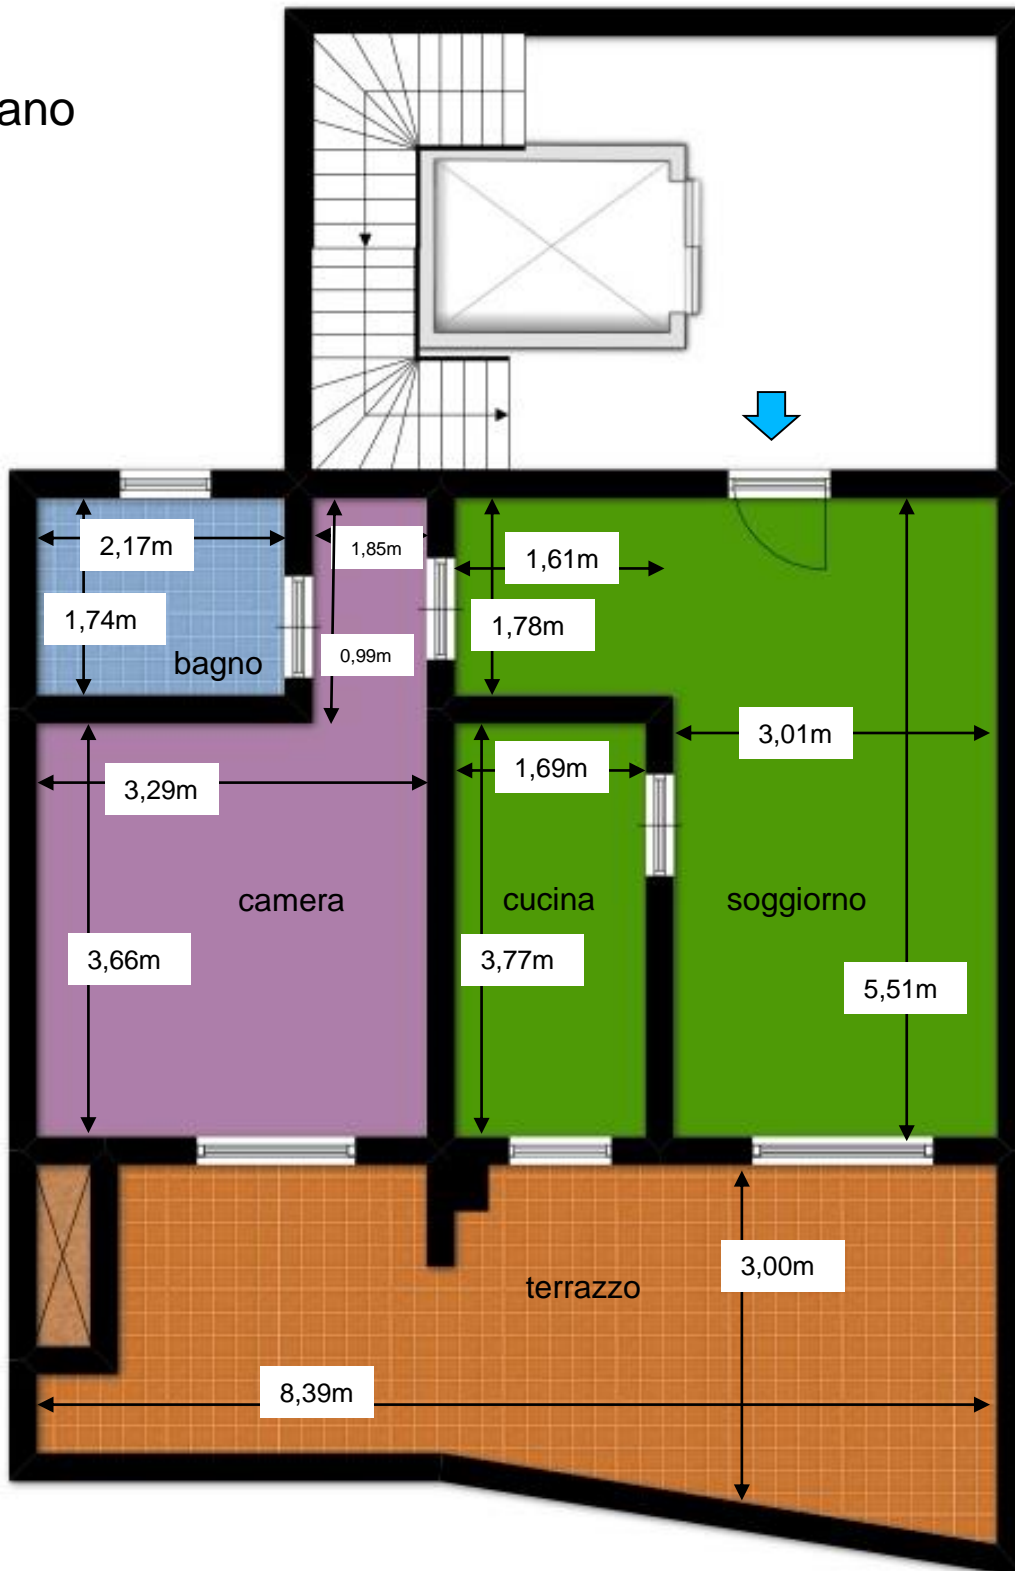 ano
2,17m
1,85m
1,61m
1,74m
1,78m
bagno
0,99m
3,01m
1,69m
3,29m
camera
cucina
soggiorno
3,66m
3,77m
5,51m
3,00m
terrazzo
8,39m